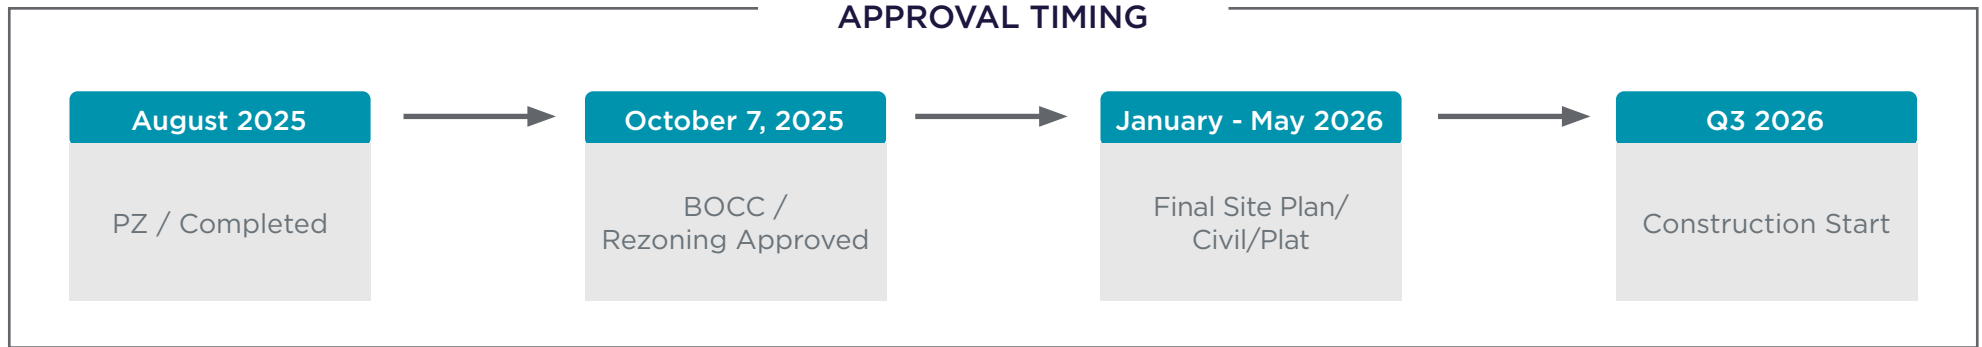 APPROVAL TIMING
August 2025
PZ / Completed
October 7, 2025
BOCC /
Rezoning Approved
January - May 2026
Final Site Plan/
Civil/Plat
Q3 2026
Construction Start